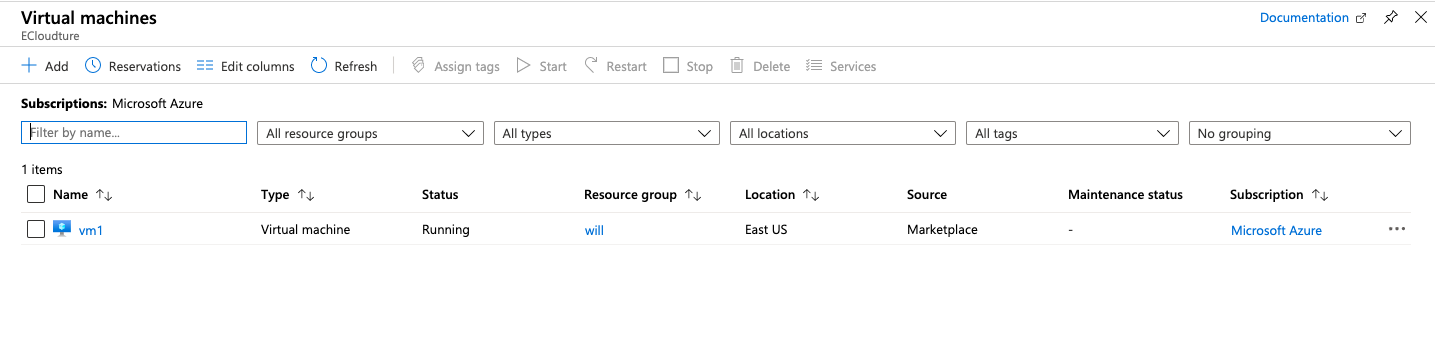 Virtual machines
Documentation
ECloudture
Add Reservations Edit columns Refresh Assign tags Start Restart Stop Delete Services
Subscriptions: Microsoft Azure
Filter by name... All resource groups All types All locations All tags No grouping
1 items
Name Type Status Resource group Location Source Maintenance status Subscription
vm1 Virtual machine Running will East US Marketplace - Microsoft Azure